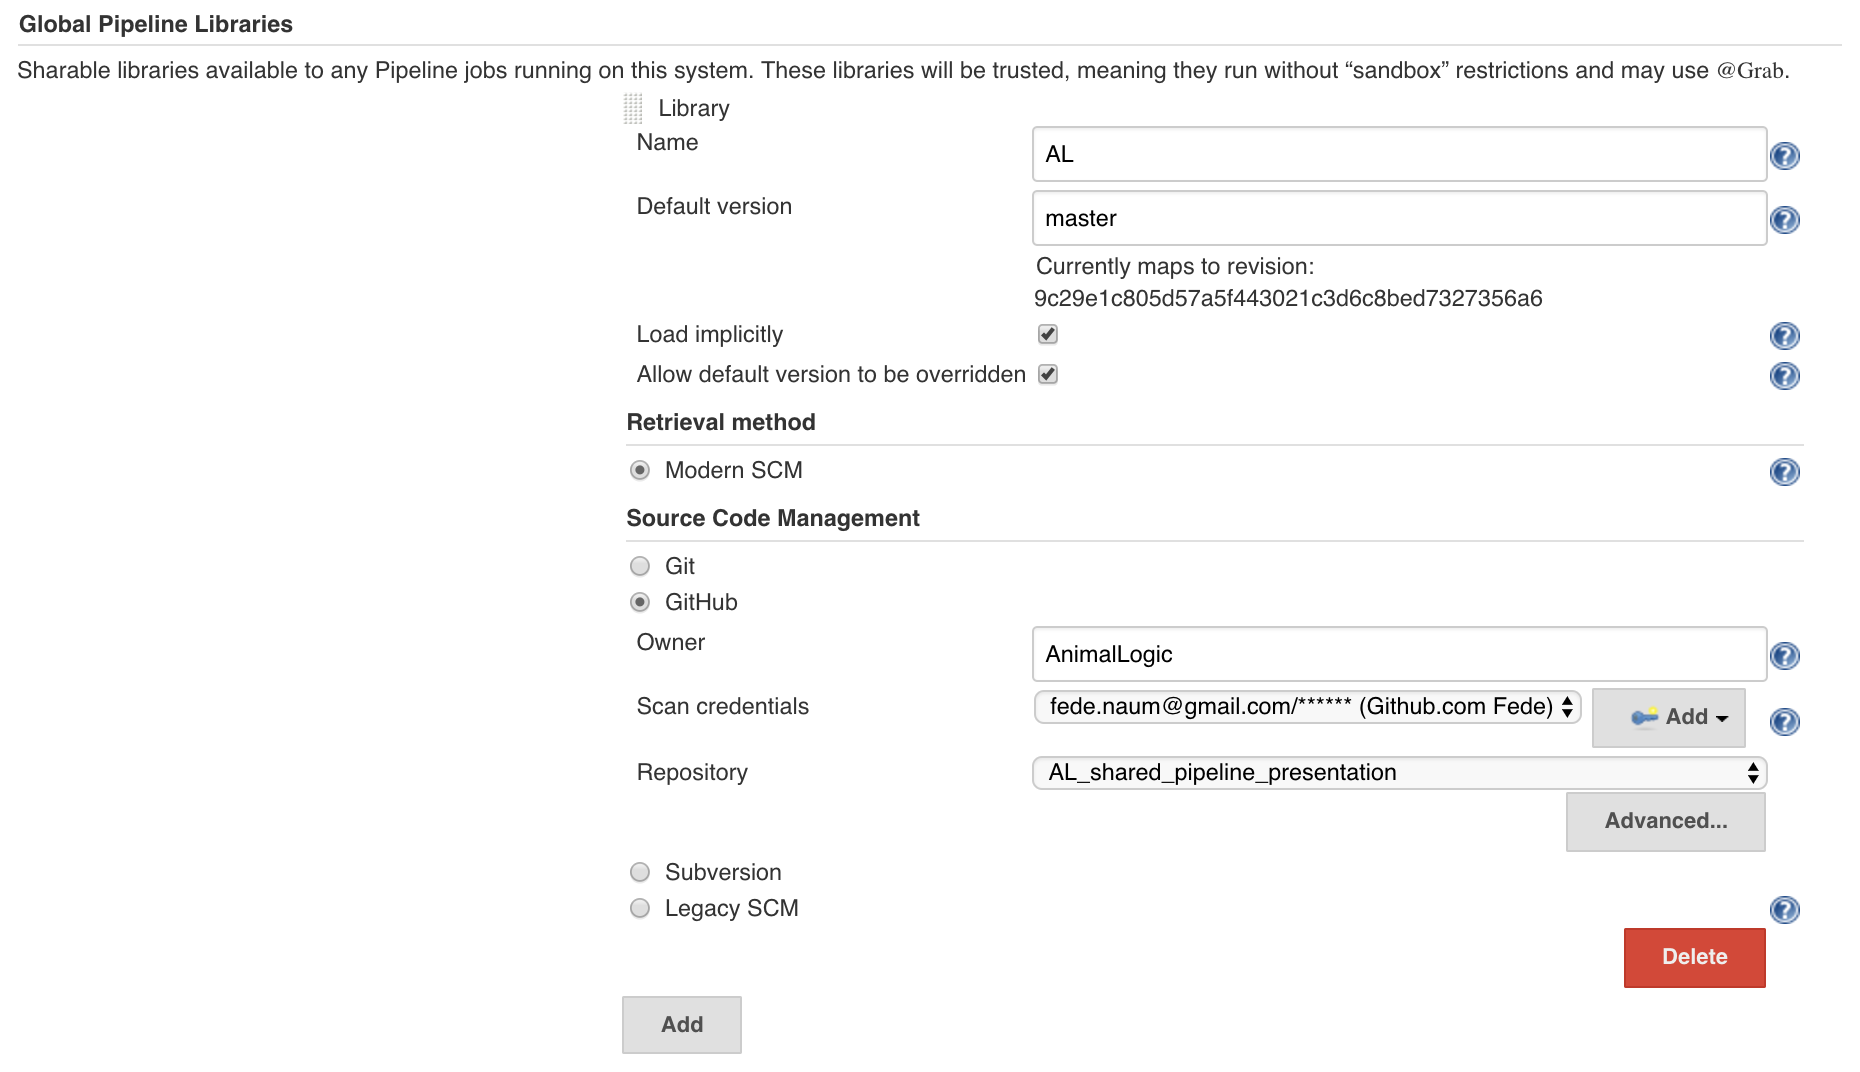 Global Pipeline Libraries
Sharable libraries available to any Pipeline jobs running on this system. These libraries will be trusted, meaning they run without “sandbox” restrictions and may use @Grab.
Library
Name
AL
Default version
master
Currently maps to revision:
9c29e1c805d57a5f443021c3d6c8bed7327356a6
Load implicitly
Allow default version to be overridden
Retrieval method
Modern SCM
Source Code Management
Git
GitHub
Owner
AnimalLogic
Scan credentials
fede.naum@gmail.com/****** (Github.com Fede)
Add
Repository
AL_shared_pipeline_presentation
Advanced...
Subversion
Legacy SCM
Delete
Add